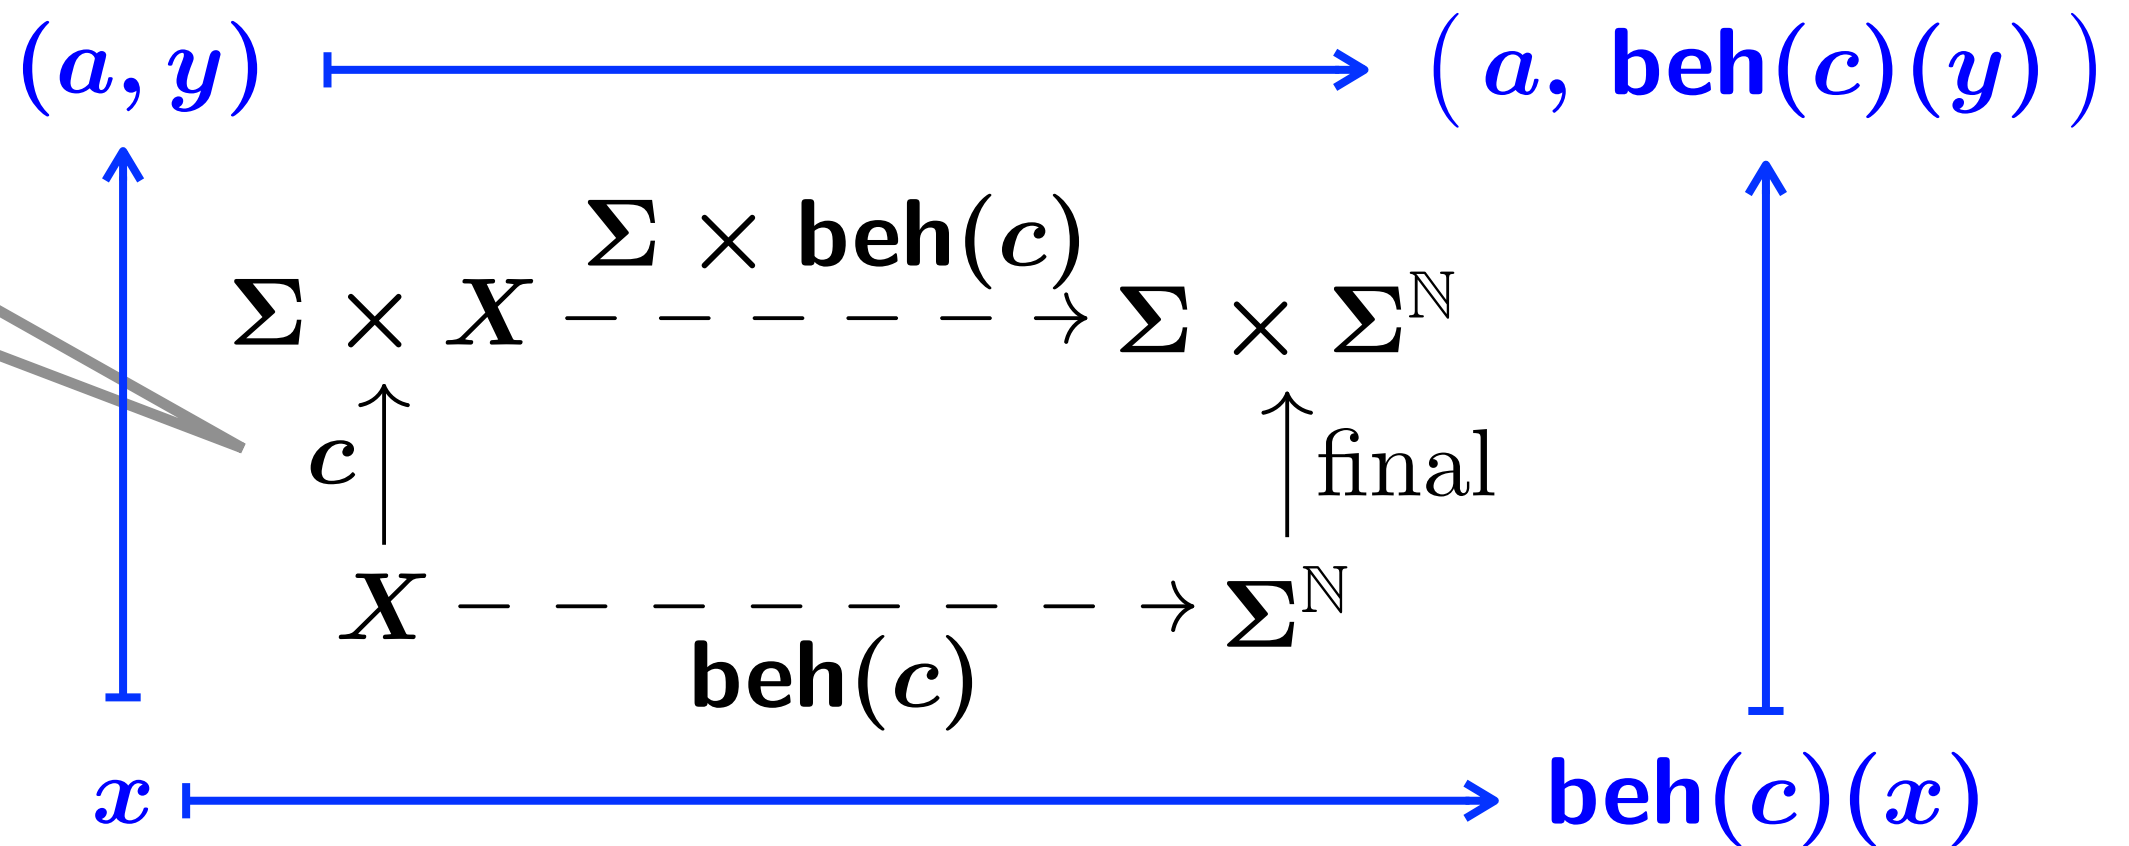 (a, y) ( a, beh(c)(y) )
Σ × beh(c)
Σ × X Σ × Σ^ℕ
c final
X Σ^ℕ
beh(c)
x beh(c)(x)